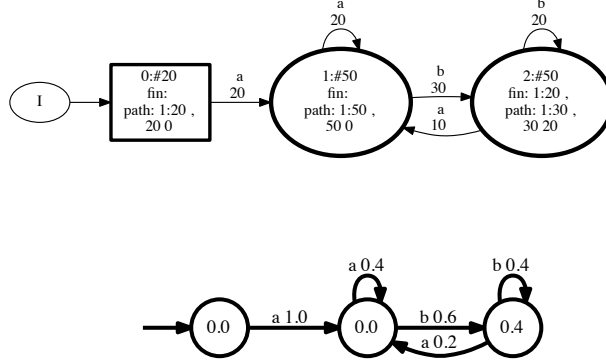 a
20
b
20
I
0:#20
fin:
path: 1:20 ,
20 0
a
20
1:#50
fin:
path: 1:50 ,
50 0
b
30
a
10
2:#50
fin: 1:20 ,
path: 1:30 ,
30 20
a 0.4
b 0.4
0.0
a 1.0
0.0
b 0.6
a 0.2
0.4